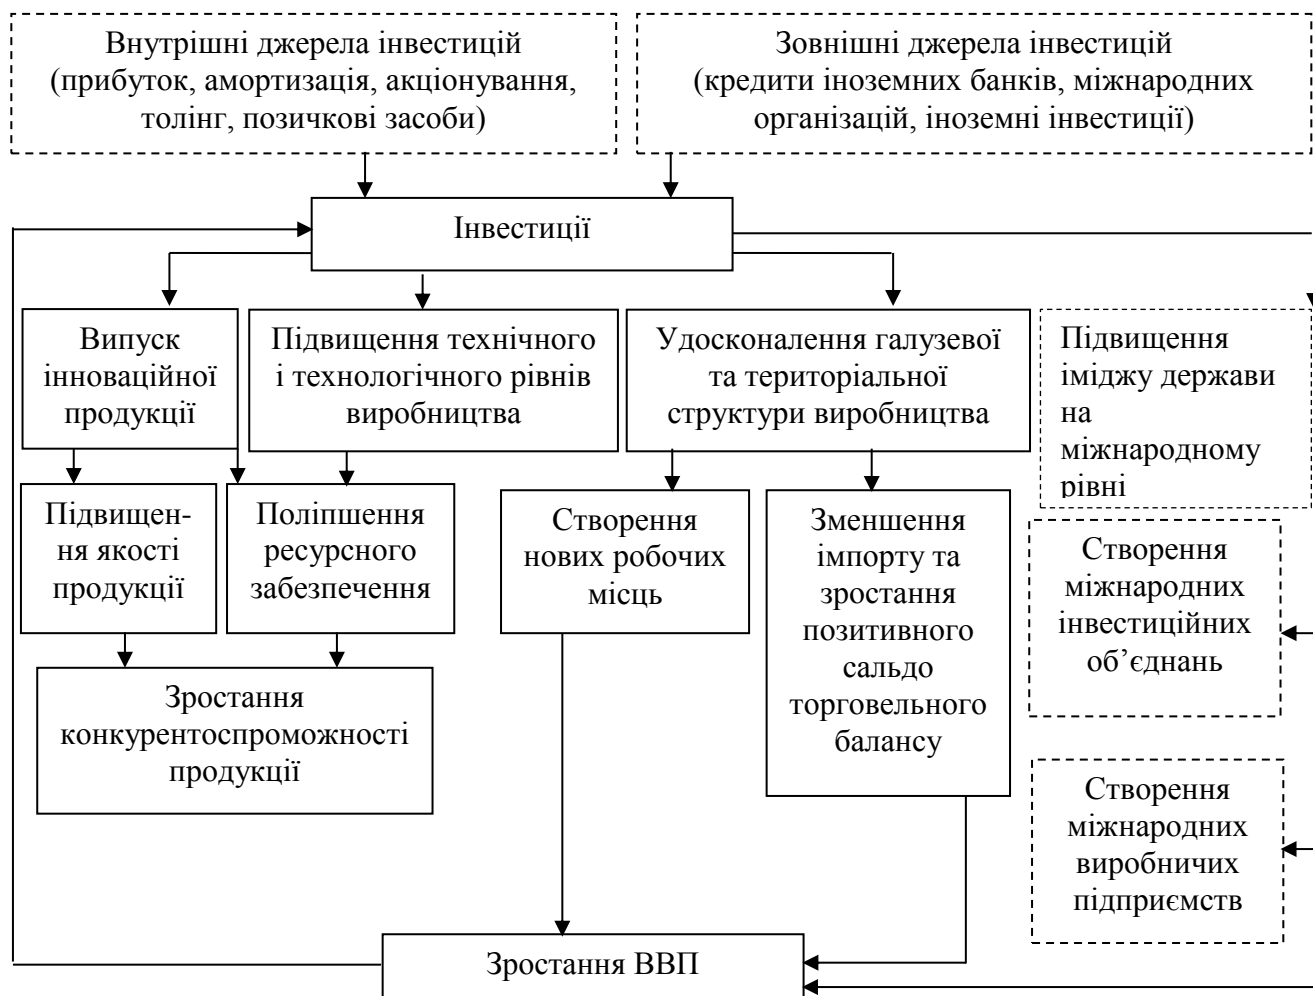 Внутрішні джерела інвестицій
(прибуток, амортизація, акціонування,
толінг, позичкові засоби)
Зовнішні джерела інвестицій
(кредити іноземних банків, міжнародних
організацій, іноземні інвестиції)
Інвестиції
Випуск
інноваційної
продукції
Підвищення технічного
і технологічного рівнів
виробництва
Удосконалення галузевої
та територіальної
структури виробництва
Підвищення
іміджу держави
на
міжнародному
рівні
Підвищен-
ня якості
продукції
Поліпшення
ресурсного
забезпечення
Створення
нових робочих
місць
Зменшення
імпорту та
зростання
позитивного
сальдо
торговельного
балансу
Створення
міжнародних
інвестиційних
об’єднань
Зростання
конкурентоспроможності
продукції
Створення
міжнародних
виробничих
підприємств
Зростання ВВП